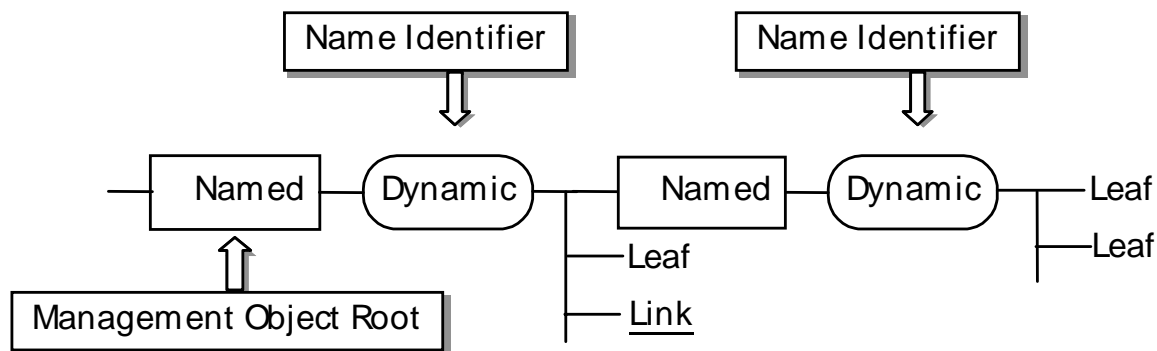 Name Identifier
Name Identifier
Named
Dynamic
Named
Dynamic
Leaf
Leaf
Leaf
Link
Management Object Root